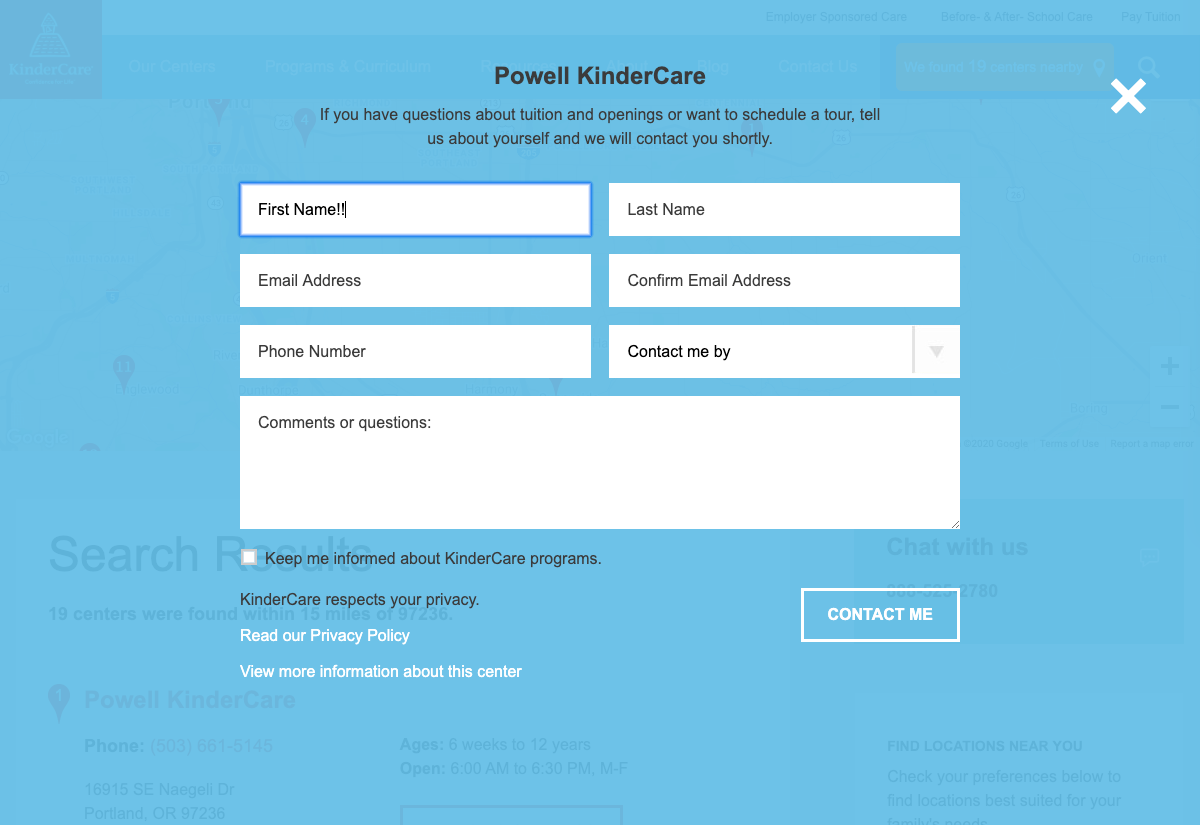 Employer Sponsored Care Before- & After- School Care Pay Tuition
KinderCare
Our Centers Programs & Curriculum Contact Us
We found 19 centers nearby
Powell KinderCare
If you have questions about tuition and openings or want to schedule a tour, tell
us about yourself and we will contact you shortly.
First Name!!
Last Name
Email Address
Confirm Email Address
Phone Number
Contact me by
Comments or questions:
©2020 Google Terms of Use Report a map error
Keep me informed about KinderCare programs.
KinderCare respects your privacy.
Read our Privacy Policy
View more information about this center
CONTACT ME
Search Results
19 centers were found within 15 miles of 97236.
Chat with us
888-525-2780
1
Powell KinderCare
Phone: (503) 661-5145
16915 SE Naegeli Dr
Portland, OR 97236
Ages: 6 weeks to 12 years
Open: 6:00 AM to 6:30 PM, M-F
FIND LOCATIONS NEAR YOU
Check your preferences below to
find locations best suited for your
family's needs